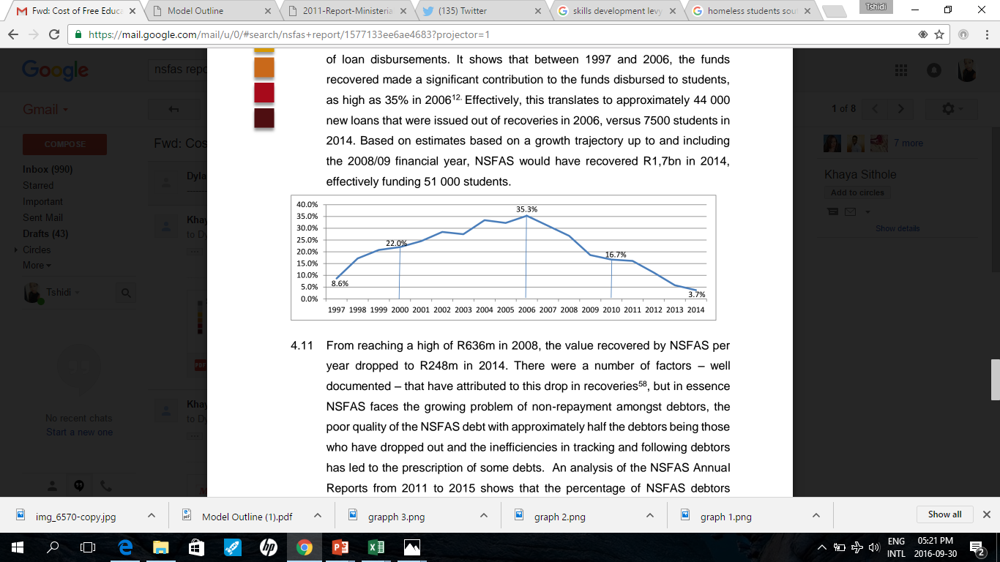 Fwd: Cost of Free Educa
Model Outline
2011-Report-Ministeria
(135) Twitter
skills development levy
homeless students sou
Tshidi
https://mail.google.com/mail/u/0/#search/nsfas+report/1577133ee6ae4683?projector=1
Google
nsfas repo
Gmail
1 of 8
COMPOSE
Fwd: Cos
7 more
Inbox (990)
Starred
Important
Sent Mail
Drafts (43)
Circles
More
Tshidi
Dyla
Khay
to Dy
PDF
Khay
to Dy
No recent chats
Start a new one
Khaya Sithole
Add to circles
Show details
of loan disbursements. It shows that between 1997 and 2006, the funds
recovered made a significant contribution to the funds disbursed to students,
as high as 35% in 2006¹². Effectively, this translates to approximately 44 000
new loans that were issued out of recoveries in 2006, versus 7500 students in
2014. Based on estimates based on a growth trajectory up to and including
the 2008/09 financial year, NSFAS would have recovered R1,7bn in 2014,
effectively funding 51 000 students.
40.0%
35.0%
30.0%
25.0%
20.0%
15.0%
10.0%
5.0%
0.0%
8.6%
22.0%
35.3%
16.7%
3.7%
1997 1998 1999 2000 2001 2002 2003 2004 2005 2006 2007 2008 2009 2010 2011 2012 2013 2014
4.11 From reaching a high of R636m in 2008, the value recovered by NSFAS per
year dropped to R248m in 2014. There were a number of factors – well
documented – that have attributed to this drop in recoveries⁵⁸, but in essence
NSFAS faces the growing problem of non-repayment amongst debtors, the
poor quality of the NSFAS debt with approximately half the debtors being those
who have dropped out and the inefficiencies in tracking and following debtors
has led to the prescription of some debts. An analysis of the NSFAS Annual
Reports from 2011 to 2015 shows that the percentage of NSFAS debtors
img_6570-copy.jpg
Model Outline (1).pdf
grapph 3.png
graph 2.png
graph 1.png
Show all
hp
ENG
INTL
05:21 PM
2016-09-30
2